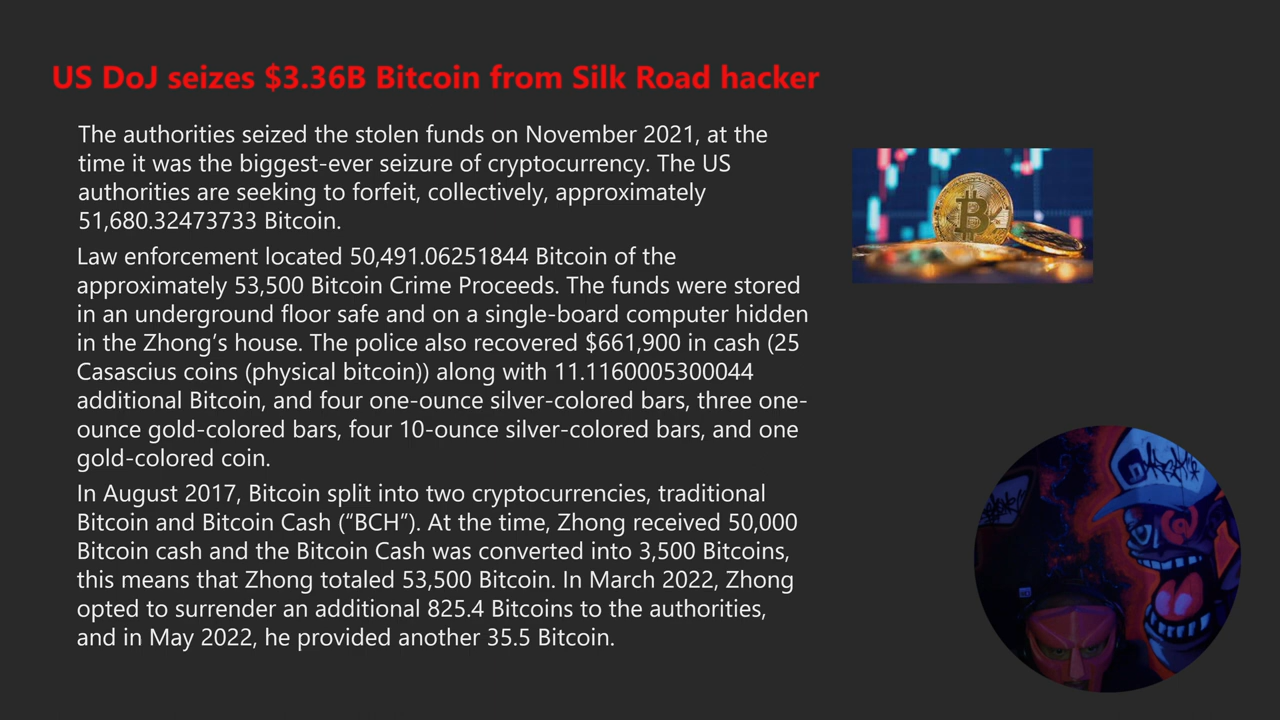 US DoJ seizes $3.36B Bitcoin from Silk Road hacker
The authorities seized the stolen funds on November 2021, at the
time it was the biggest-ever seizure of cryptocurrency. The US
authorities are seeking to forfeit, collectively, approximately
51,680.32473733 Bitcoin.
Law enforcement located 50,491.06251844 Bitcoin of the
approximately 53,500 Bitcoin Crime Proceeds. The funds were stored
in an underground floor safe and on a single-board computer hidden
in the Zhong’s house. The police also recovered $661,900 in cash (25
Casascius coins (physical bitcoin)) along with 11.1160005300044
additional Bitcoin, and four one-ounce silver-colored bars, three one-
ounce gold-colored bars, four 10-ounce silver-colored bars, and one
gold-colored coin.
In August 2017, Bitcoin split into two cryptocurrencies, traditional
Bitcoin and Bitcoin Cash (“BCH”). At the time, Zhong received 50,000
Bitcoin cash and the Bitcoin Cash was converted into 3,500 Bitcoins,
this means that Zhong totaled 53,500 Bitcoin. In March 2022, Zhong
opted to surrender an additional 825.4 Bitcoins to the authorities,
and in May 2022, he provided another 35.5 Bitcoin.